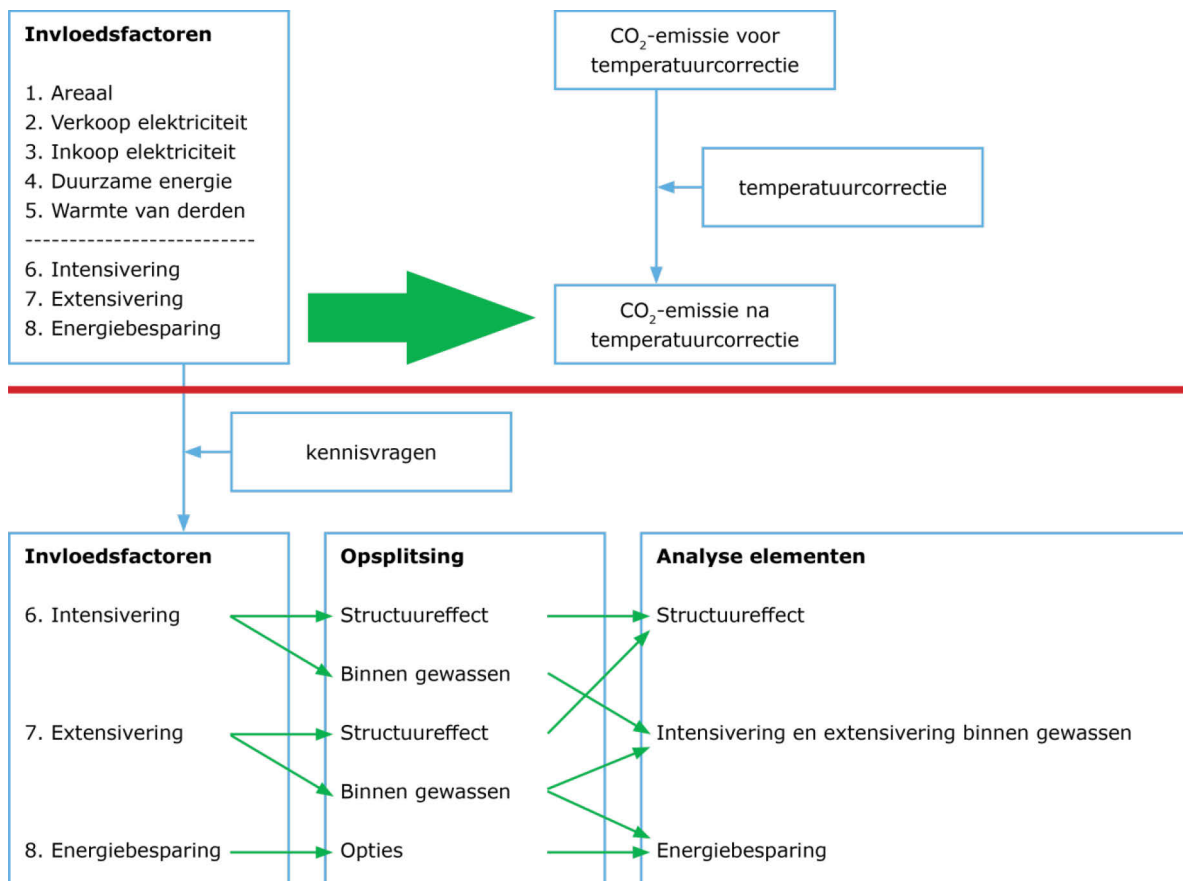 Invloedsfactoren
1. Areaal
2. Verkoop elektriciteit
3. Inkoop elektriciteit
4. Duurzame energie
5. Warmte van derden
---------------------------
6. Intensivering
7. Extensivering
8. Energiebesparing
CO₂-emissie voor
temperatuurcorrectie
temperatuurcorrectie
CO₂-emissie na
temperatuurcorrectie
kennisvragen
Invloedsfactoren
6. Intensivering
7. Extensivering
8. Energiebesparing
Opsplitsing
Structuureffect
Binnen gewassen
Structuureffect
Binnen gewassen
Opties
Analyse elementen
Structuureffect
Intensivering en extensivering binnen gewassen
Energiebesparing